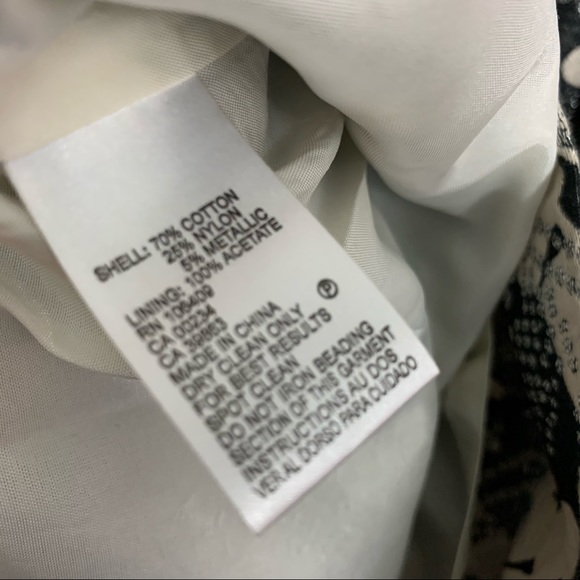 SHELL: 70% COTTON
25% NYLON
5% METALLIC
LINING: 100% ACETATE
RN 109409
CA 00234
CA 39853
MADE IN CHINA
DRY CLEAN ONLY Ⓟ
FOR BEST RESULTS
SPOT CLEAN
DO NOT IRON BEADING
SECTION OF THIS GARMENT
INSTRUCTIONS AU DOS
VER AL DORSO PARA CUIDADO